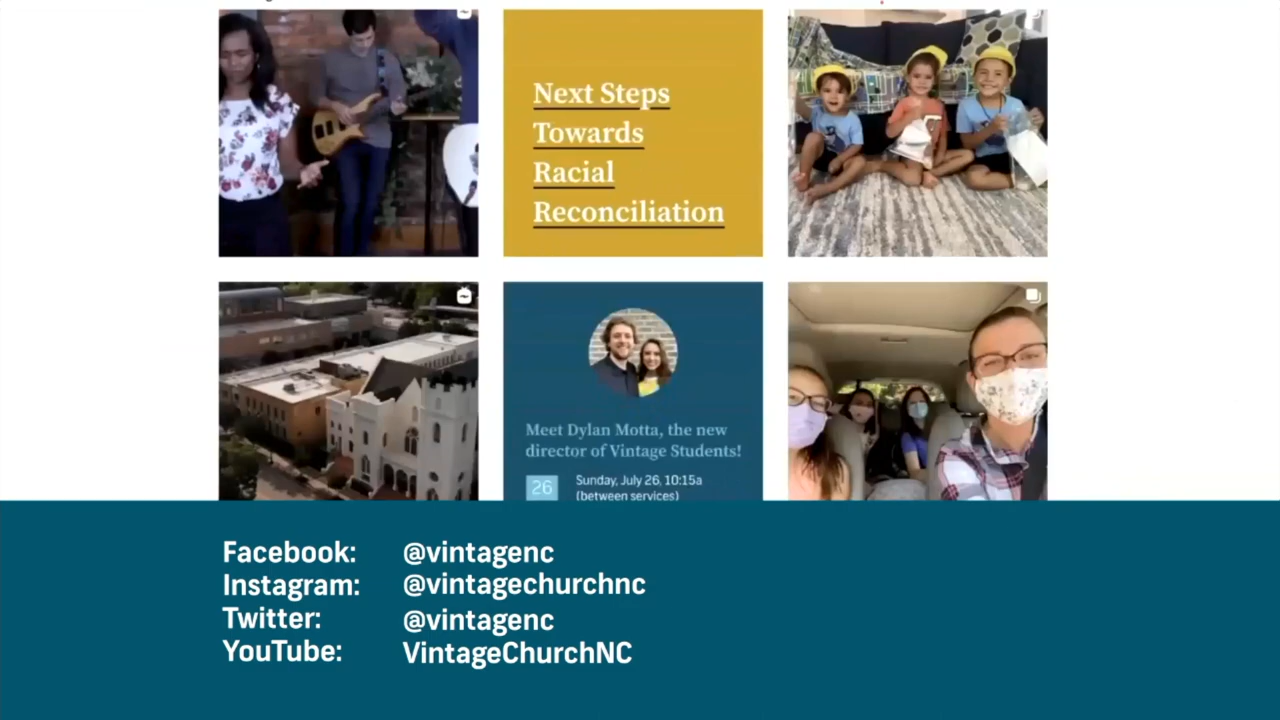 Next Steps
Towards
Racial
Reconciliation
Meet Dylan Motta, the new
director of Vintage Students!
26
Sunday, July 26, 10:15a
(between services)
Facebook: @vintagenc
Instagram: @vintagechurchnc
Twitter: @vintagenc
YouTube: VintageChurchNC